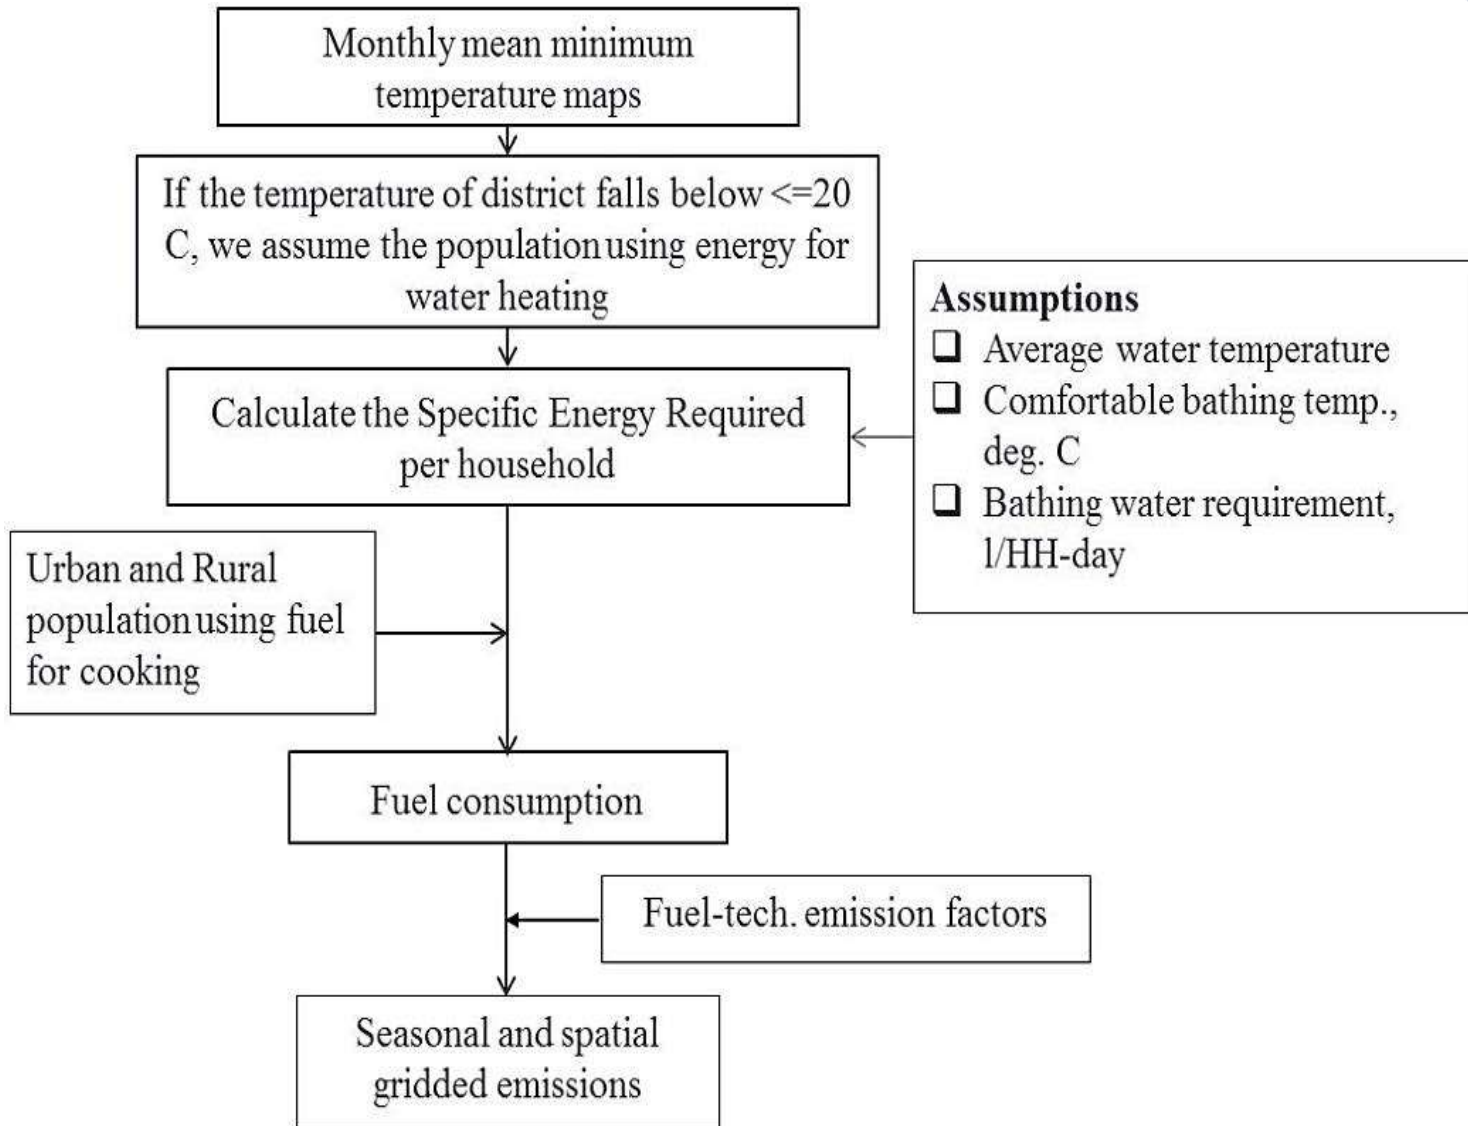 Monthly mean minimum
temperature maps
If the temperature of district falls below <=20
C, we assume the population using energy for
water heating
Assumptions
❑ Average water temperature
❑ Comfortable bathing temp.,
deg. C
❑ Bathing water requirement,
l/HH-day
Calculate the Specific Energy Required
per household
Urban and Rural
population using fuel
for cooking
Fuel consumption
Fuel-tech. emission factors
Seasonal and spatial
gridded emissions